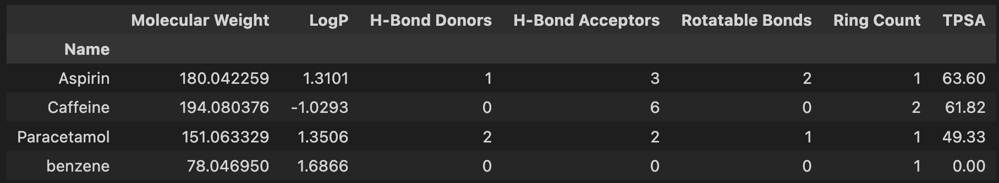 Molecular Weight LogP H-Bond Donors H-Bond Acceptors Rotatable Bonds Ring Count TPSA
Name
Aspirin 180.042259 1.3101 1 3 2 1 63.60
Caffeine 194.080376 -1.0293 0 6 0 2 61.82
Paracetamol 151.063329 1.3506 2 2 1 1 49.33
benzene 78.046950 1.6866 0 0 0 1 0.00